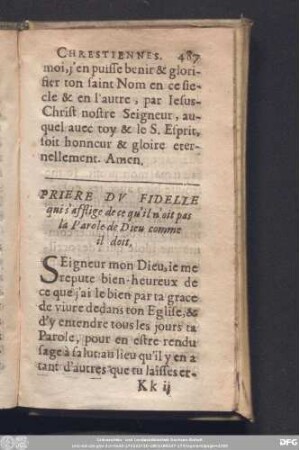 CHRESTIENNES. 487
moi, j'en puisse benir & glori-
fier ton saint Nom en ce sie-
cle & en l'autre, par Iesus-
Christ nostre Seigneur, au-
quel auec toy & le S. Esprit,
soit honneur & gloire eter-
nellement. Amen.
PRIERE DV FIDELLE
qui s'afflige de ce qu'il n'oit pas
la Parole de Dieu comme
il doit.
SEigneur mon Dieu, ie me
repute bien-heureux de
ce que j'ai le bien par ta grace
de viure dedans ton Eglise, &
d'y entendre tous les jours ta
Parole, pour en estre rendu
sage à salut: au lieu qu'il y en a
tant d'autres que tu laisses er-
Kk ij